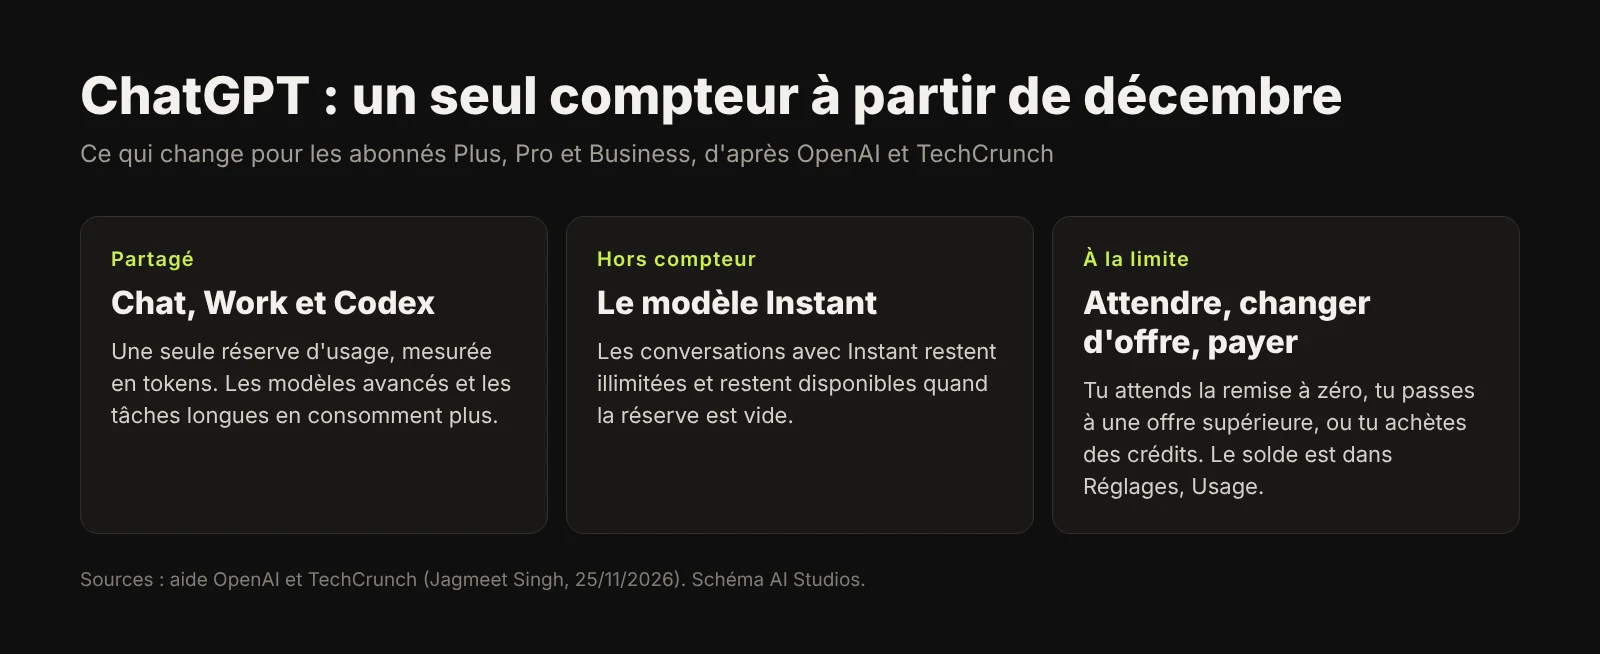 ChatGPT : un seul compteur à partir de décembre
Ce qui change pour les abonnés Plus, Pro et Business, d'après OpenAI et TechCrunch
Partagé
Chat, Work et Codex
Une seule réserve d'usage, mesurée
en tokens. Les modèles avancés et les
tâches longues en consomment plus.
Hors compteur
Le modèle Instant
Les conversations avec Instant restent
illimitées et restent disponibles quand
la réserve est vide.
À la limite
Attendre, changer
d'offre, payer
Tu attends la remise à zéro, tu passes
à une offre supérieure, ou tu achètes
des crédits. Le solde est dans
Réglages, Usage.
Sources : aide OpenAI et TechCrunch (Jagmeet Singh, 25/11/2026). Schéma AI Studios.